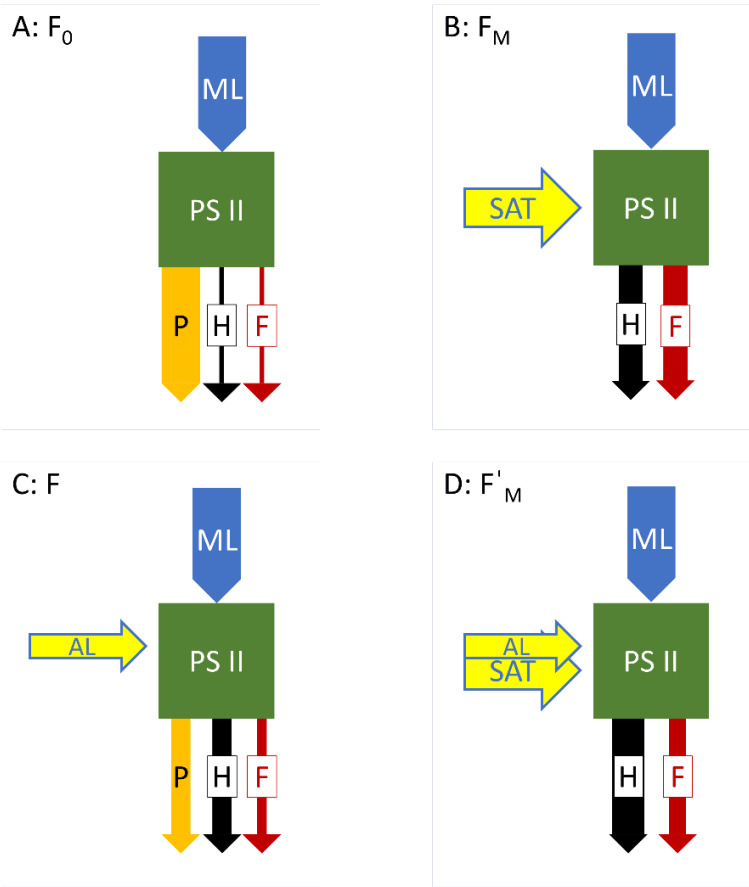 A: F0
ML
PS II
P H F
B: FM
ML
SAT
PS II
H F
C: F
ML
AL
PS II
P H F
D: F'M
ML
AL
SAT
PS II
H F